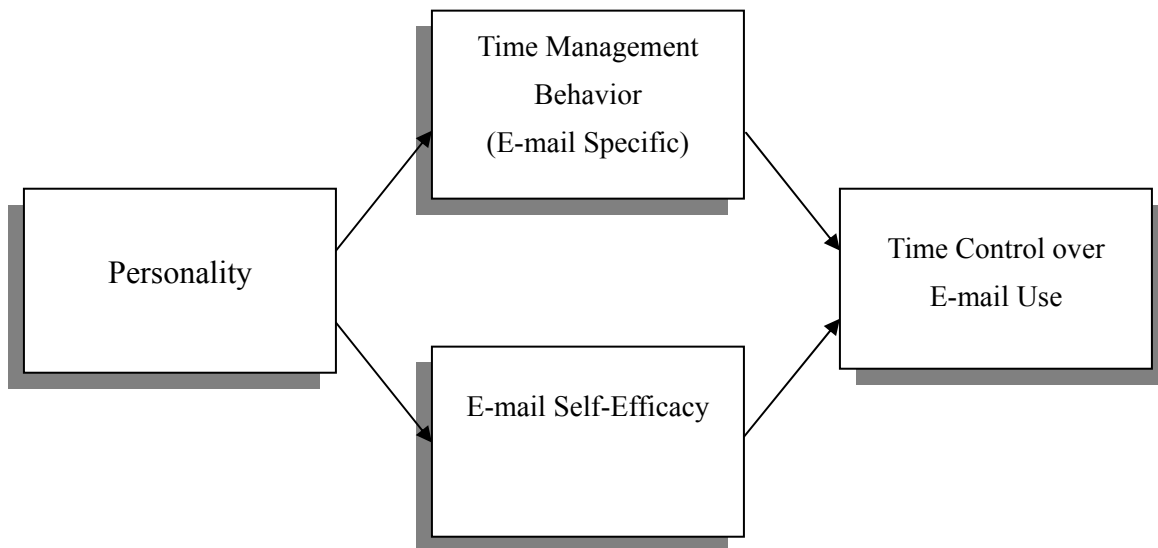 Time Management
Behavior
(E-mail Specific)
Personality
Time Control over
E-mail Use
E-mail Self-Efficacy